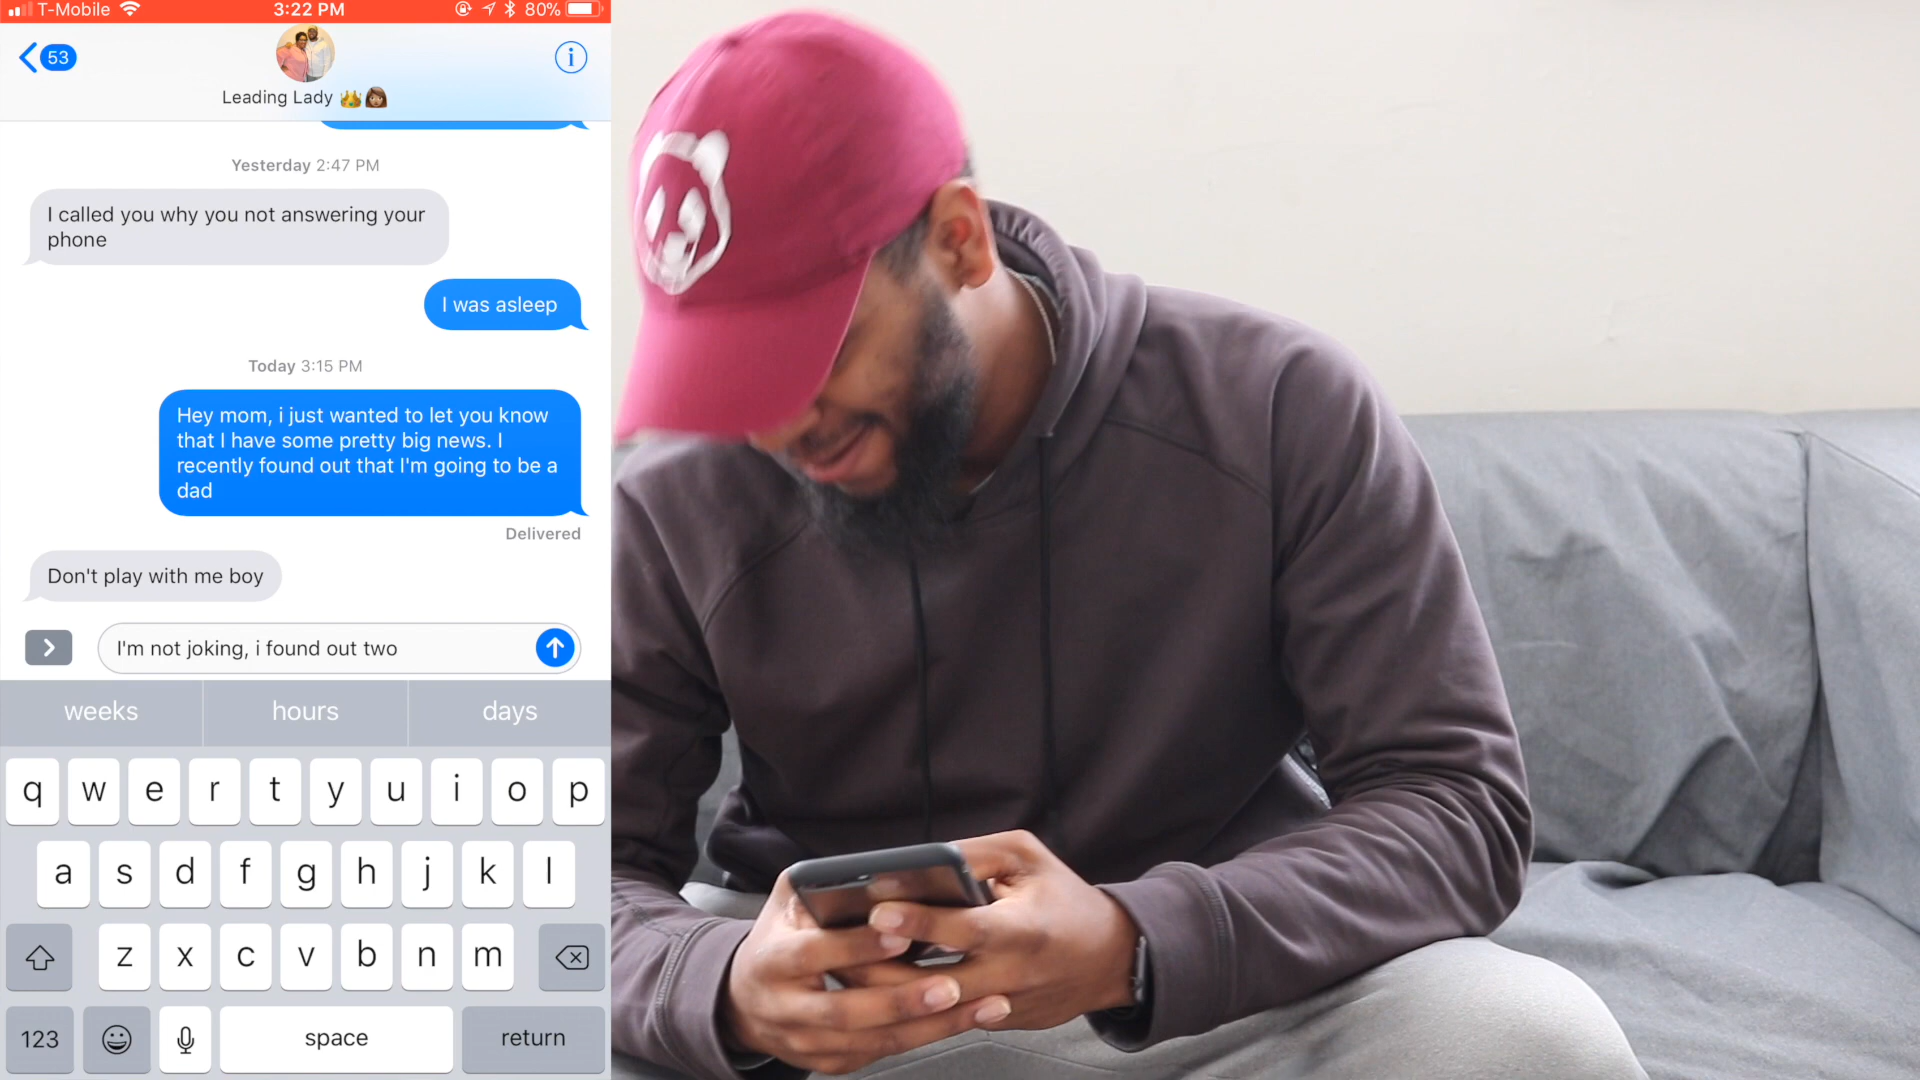 T-Mobile 3:22 PM 80%
53
Leading Lady
Yesterday 2:47 PM
I called you why you not answering your
phone
I was asleep
Today 3:15 PM
Hey mom, i just wanted to let you know
that I have some pretty big news. I
recently found out that I'm going to be a
dad
Delivered
Don't play with me boy
I'm not joking, i found out two
weeks hours days
q w e r t y u i o p
a s d f g h j k l
z x c v b n m
123 space return